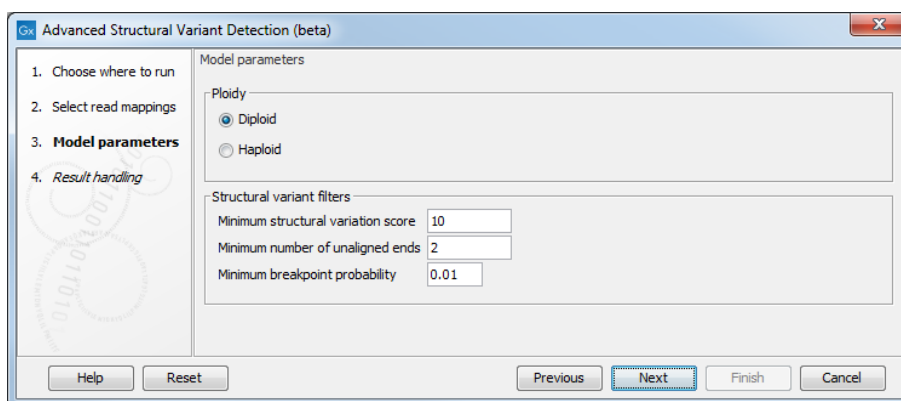 Gx Advanced Structural Variant Detection (beta)
1. Choose where to run
2. Select read mappings
3. Model parameters
4. Result handling
Model parameters
Ploidy
Diploid
Haploid
Structural variant filters
Minimum structural variation score 10
Minimum number of unaligned ends 2
Minimum breakpoint probability 0.01
Help Reset Previous Next Finish Cancel